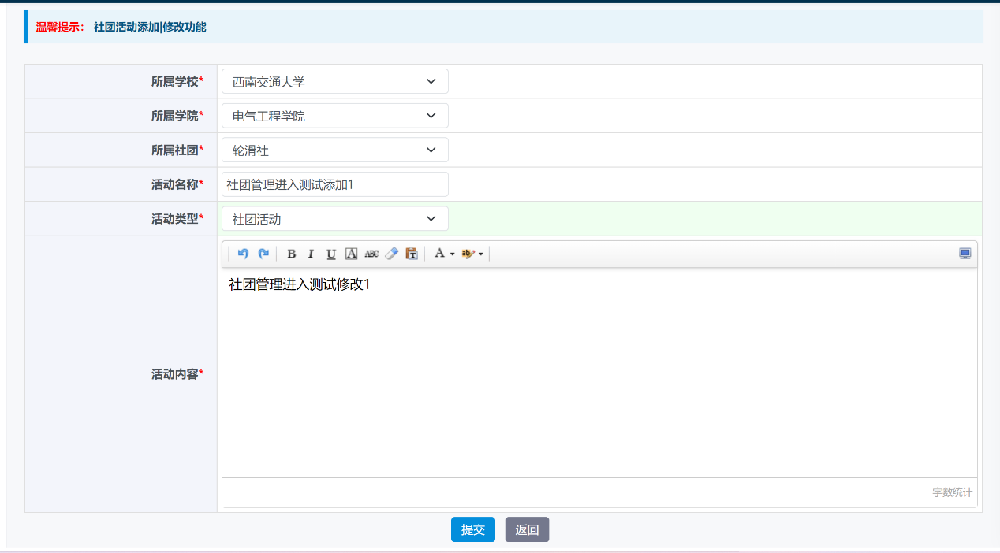 温馨提示： 社团活动添加|修改功能
所属学校* 西南交通大学
所属学院* 电气工程学院
所属社团* 轮滑社
活动名称* 社团管理进入测试添加1
活动类型* 社团活动
B I U A ABC T A ab
社团管理进入测试修改1
活动内容*
字数统计
提交 返回